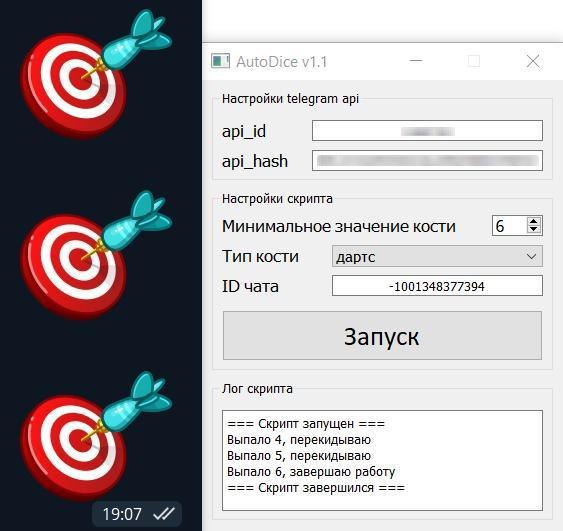 AutoDice v1.1
Настройки telegram api
api_id
api_hash
Настройки скрипта
Минимальное значение кости 6
Тип кости дартс
ID чата -1001348377394
Запуск
Лог скрипта
=== Скрипт запущен ===
Выпало 4, перекидываю
Выпало 5, перекидываю
Выпало 6, завершаю работу
=== Скрипт завершился ===
19:07